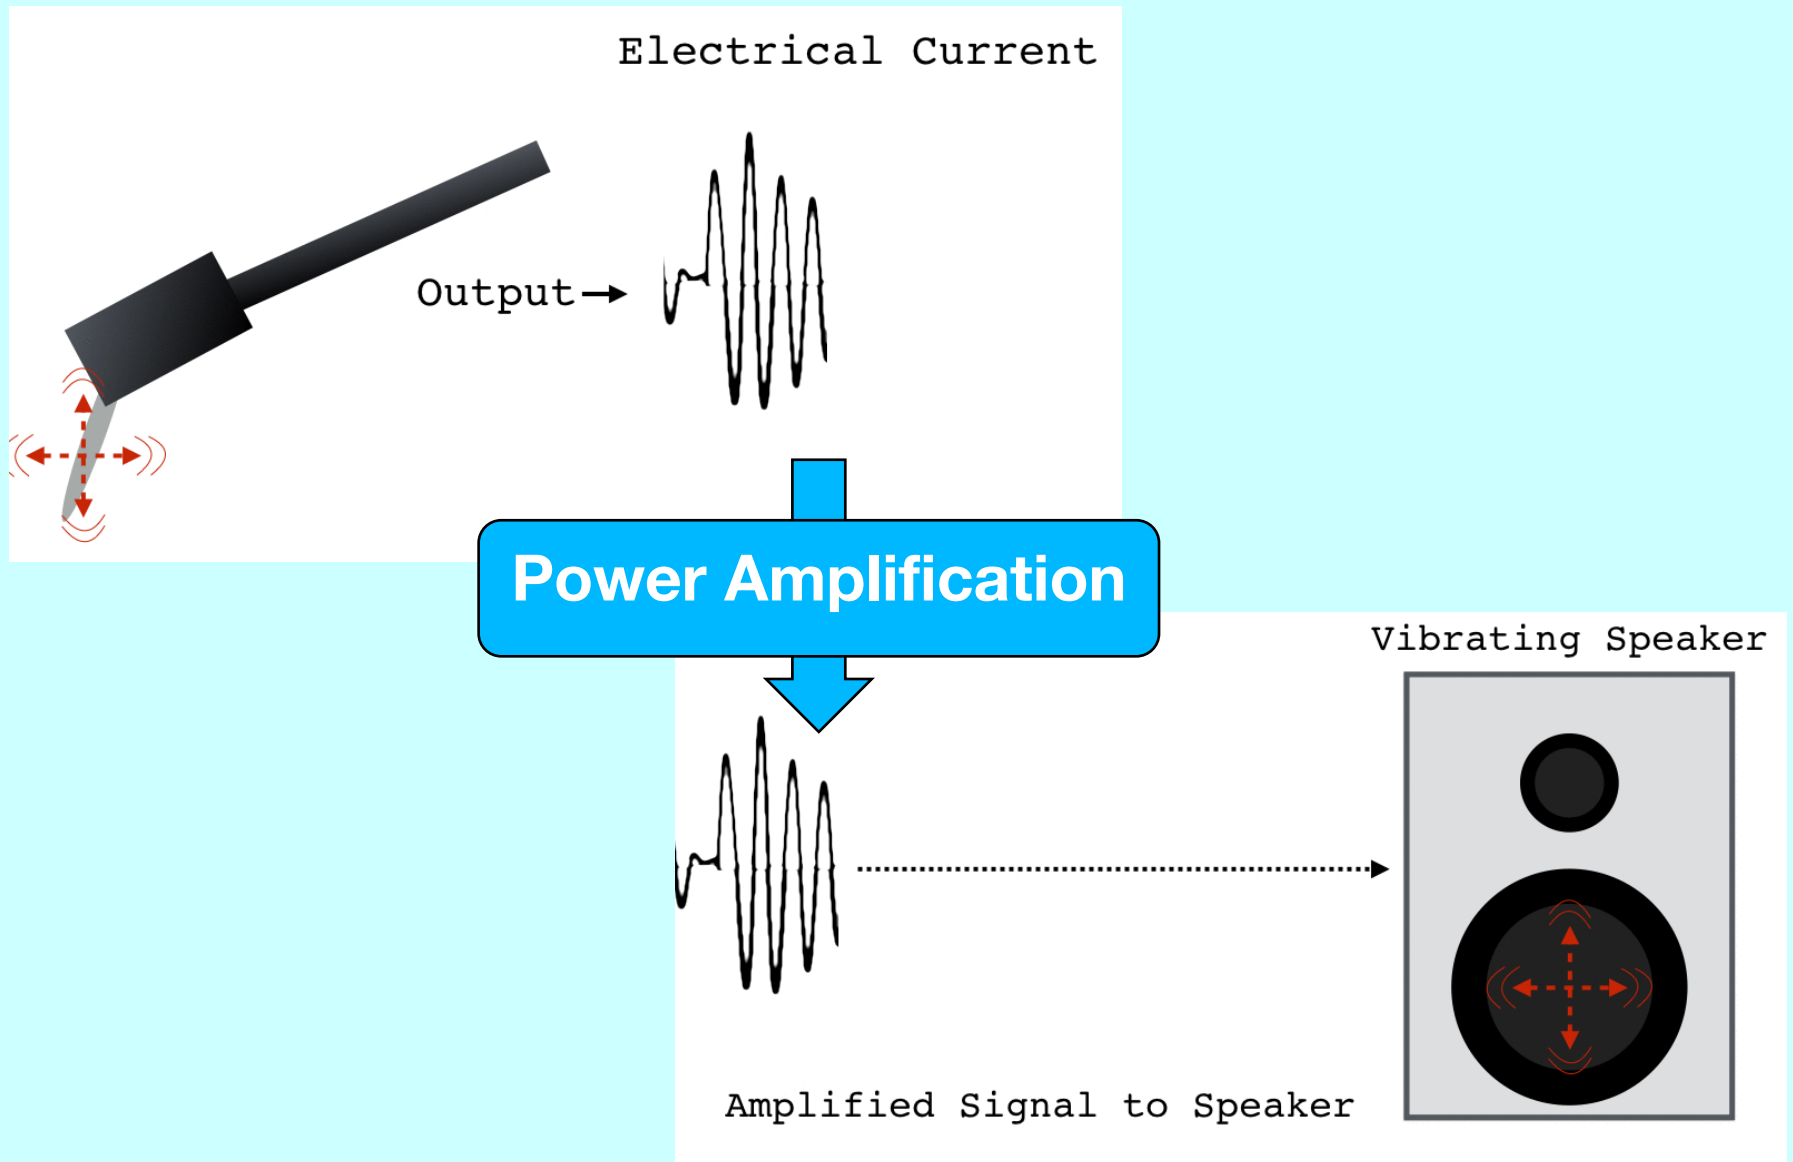 Electrical Current
Output
Power Amplification
Vibrating Speaker
Amplified Signal to Speaker